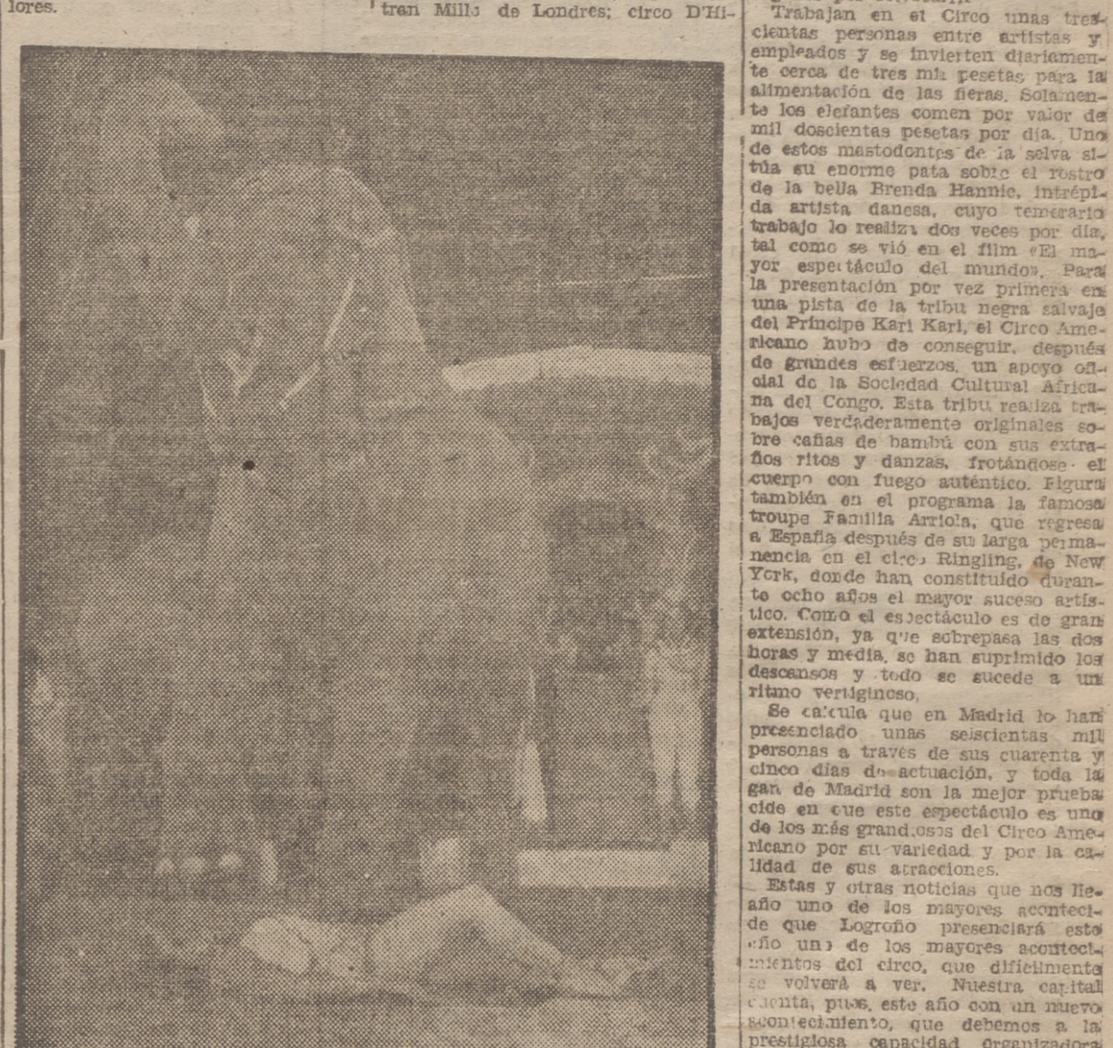 lores.
tran Mills de Londres; circo D'Hi-
Trabajan en el Circo unas tres-
cientas personas entre artistas y
empleados y se invierten diariamen-
te cerca de tres mil pesetas para la
alimentación de las fieras. Solamen-
te los elefantes comen por valor de
mil doscientas pesetas por día. Uno
de estos mastodontes de la selva si-
túa su enorme pata sobre el rostro
de la bella Brenda Hannie, intrépi-
da artista danesa, cuyo temerario
trabajo lo realiza dos veces por día,
tal como se vió en el film «El ma-
yor espectáculo del mundo». Para
la presentación por vez primera en
una pista de la tribu negra salvaje
del Príncipe Kari Kari, el Circo Ame-
ricano hubo de conseguir, después
de grandes esfuerzos, un apoyo ofi-
cial de la Sociedad Cultural Africa-
na del Congo. Esta tribu realiza tra-
bajos verdaderamente originales so-
bre cañas de bambú con sus extra-
ños ritos y danzas, frotándose el
cuerpo con fuego auténtico. Figura
también en el programa la famosa
troupe Familia Arriola, que regresa
a España después de su larga perma-
nencia en el circo Ringling, de New
York, donde han constituído duran-
te ocho años el mayor suceso artís-
tico. Como el espectáculo es de gran
extensión, ya que sobrepasa las dos
horas y media, se han suprimido los
descansos y todo se sucede a un
ritmo vertiginoso.
Se calcula que en Madrid lo han
presenciado unas seiscientas mil
personas a través de sus cuarenta y
cinco días de actuación, y toda la
gan de Madrid son la mejor prueba
cide en que este espectáculo es uno
de los más grandiosos del Circo Ame-
ricano por su variedad y por la ca-
lidad de sus atracciones.
Estas y otras noticias que nos lle-
año uno de los mayores aconteci-
de que Logroño presenciará este
año uno de los mayores aconteci-
mientos del circo, que difícilmente
se volverá a ver. Nuestra capital
cuenta, pues, este año con un nuevo
acontecimiento, que debemos a la
prestigiosa capacidad organizadora